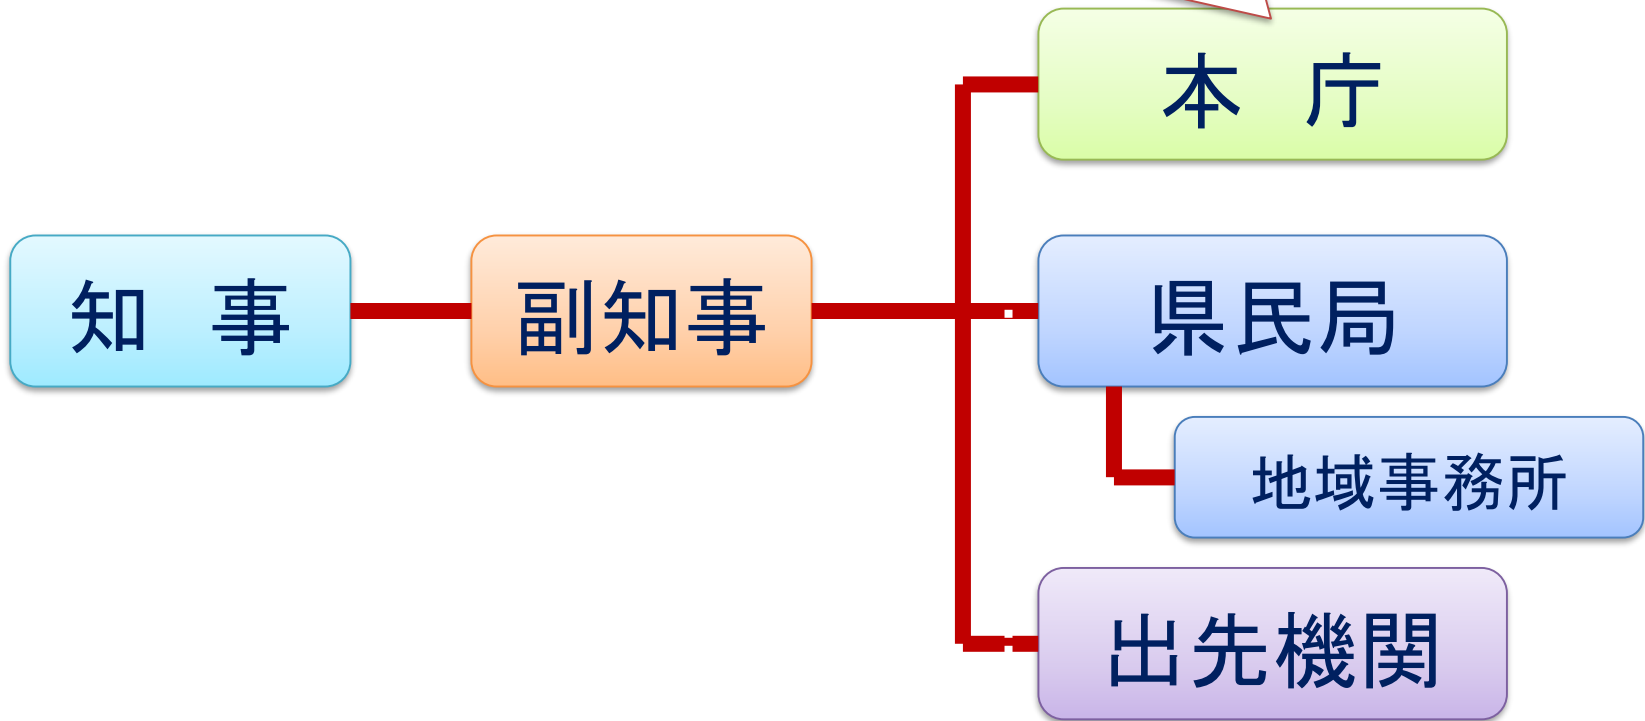 本　庁
知　事
副知事
県民局
地域事務所
出先機関